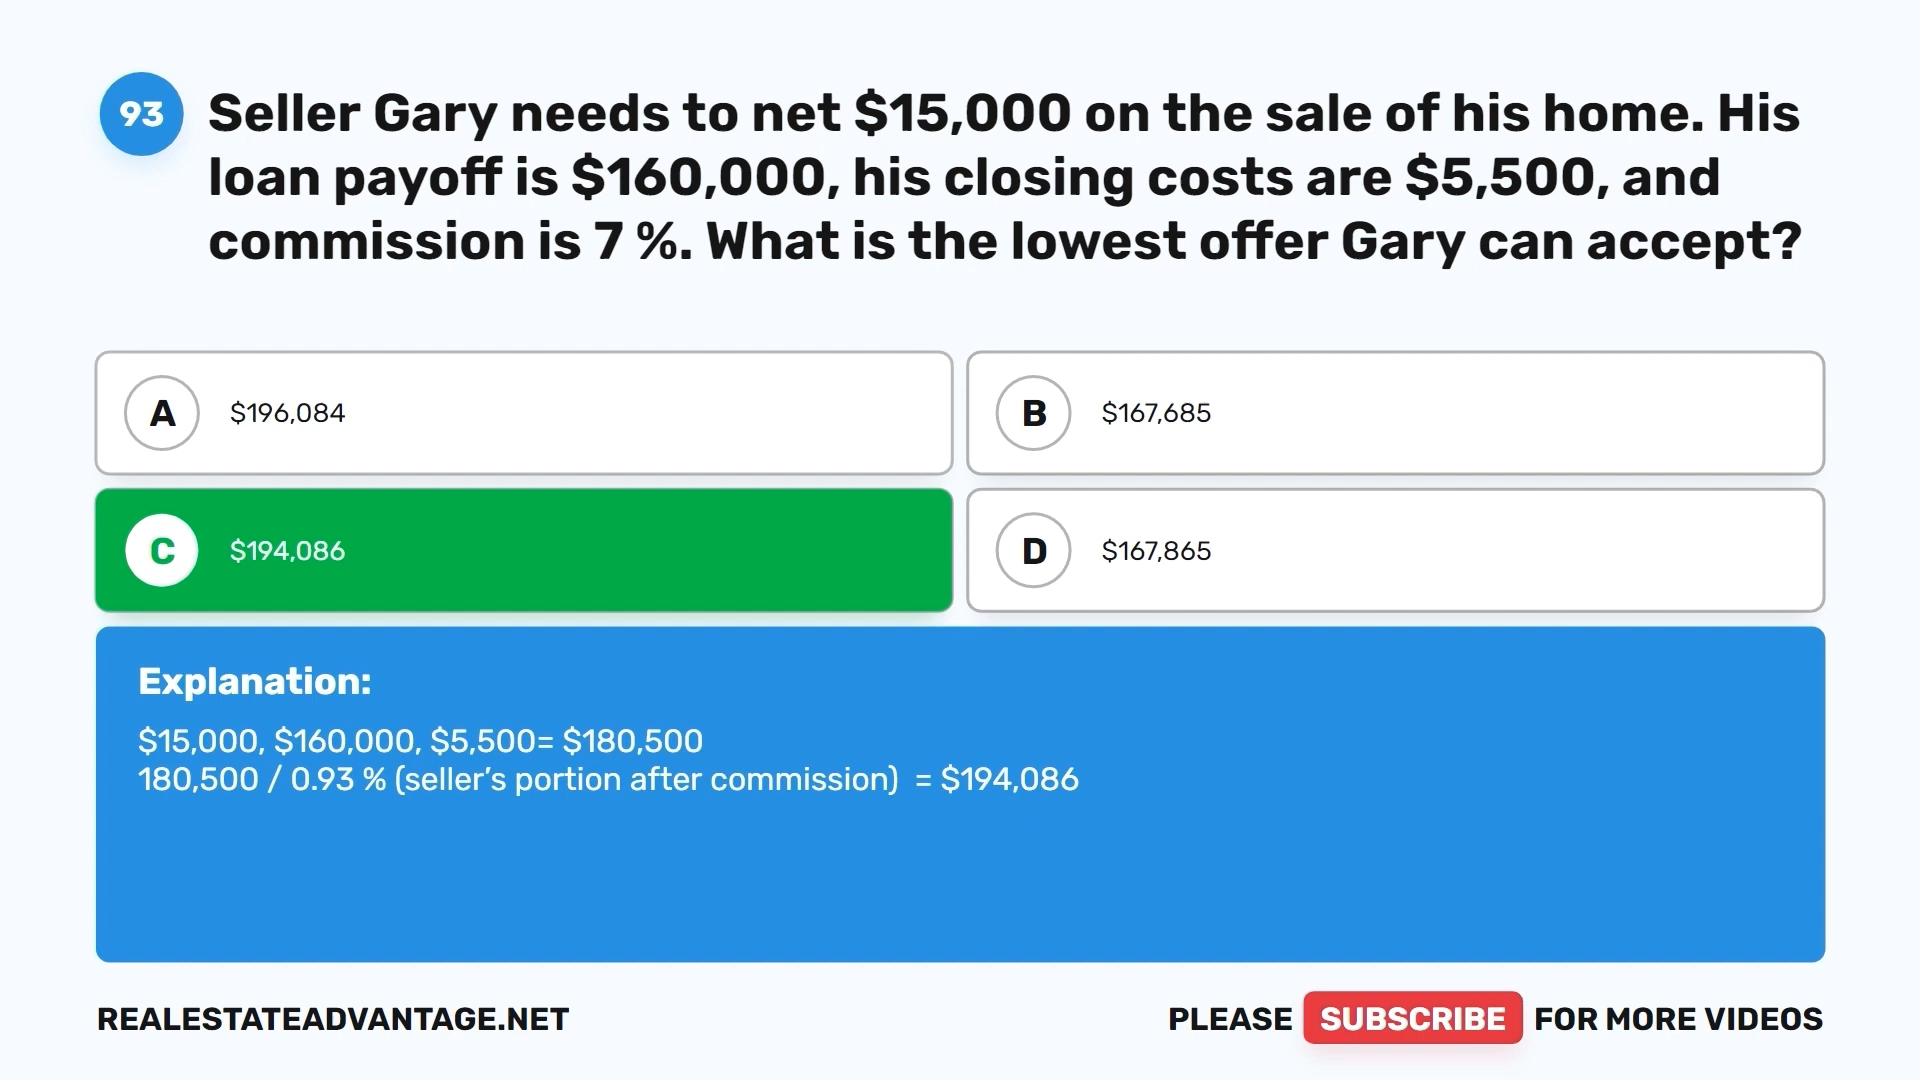 93
Seller Gary needs to net $15,000 on the sale of his home. His
loan payoff is $160,000, his closing costs are $5,500, and
commission is 7 %. What is the lowest offer Gary can accept?
A $196,084
B $167,685
C $194,086
D $167,865
Explanation:
$15,000, $160,000, $5,500= $180,500
180,500 / 0.93 % (seller’s portion after commission) = $194,086
REALESTATEADVANTAGE.NET
PLEASE SUBSCRIBE FOR MORE VIDEOS